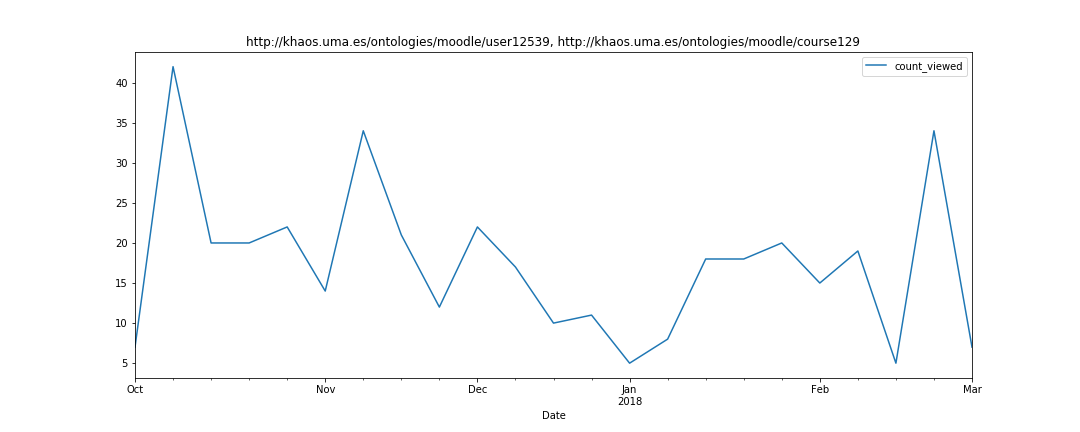 http://khaos.uma.es/ontologies/moodle/user12539, http://khaos.uma.es/ontologies/moodle/course129
count_viewed
40
35
30
25
20
15
10
5
Oct Nov Dec Jan Feb Mar
2018
Date